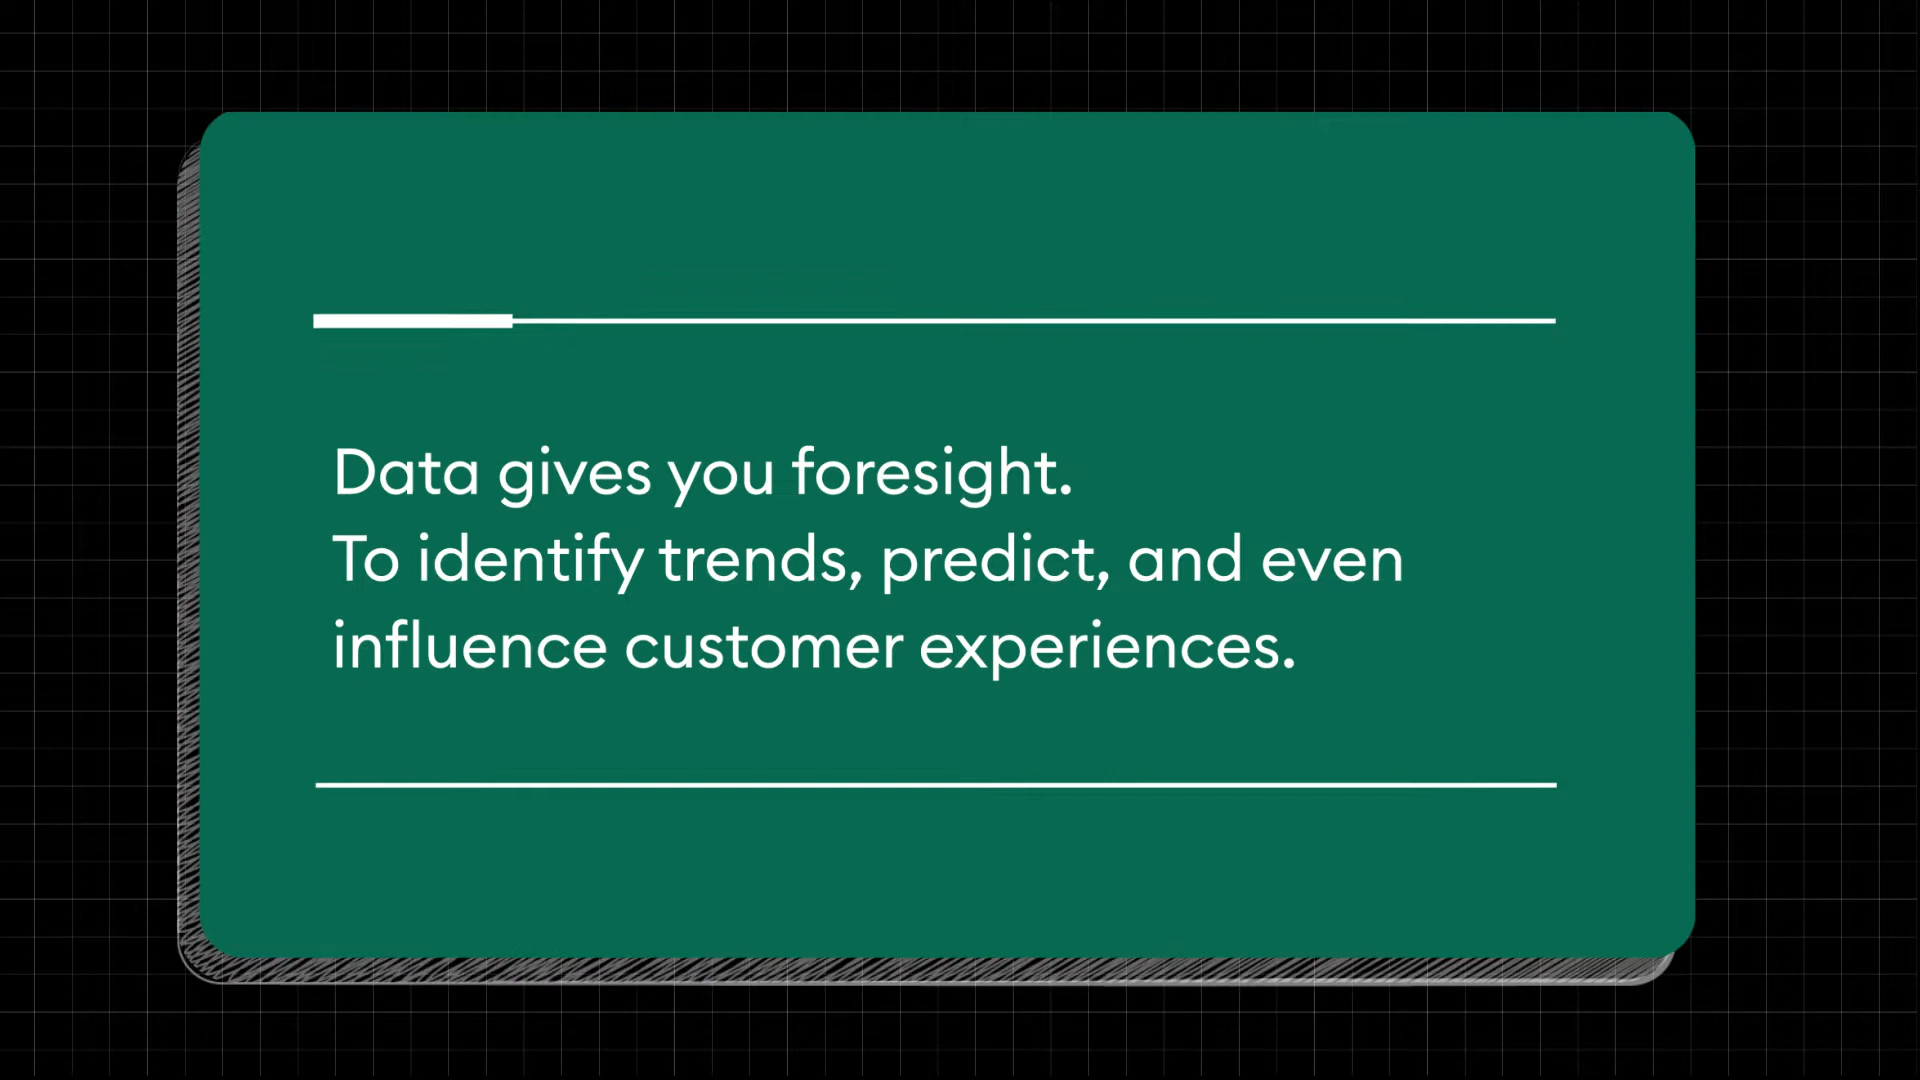 Data gives you foresight.
To identify trends, predict, and even
influence customer experiences.